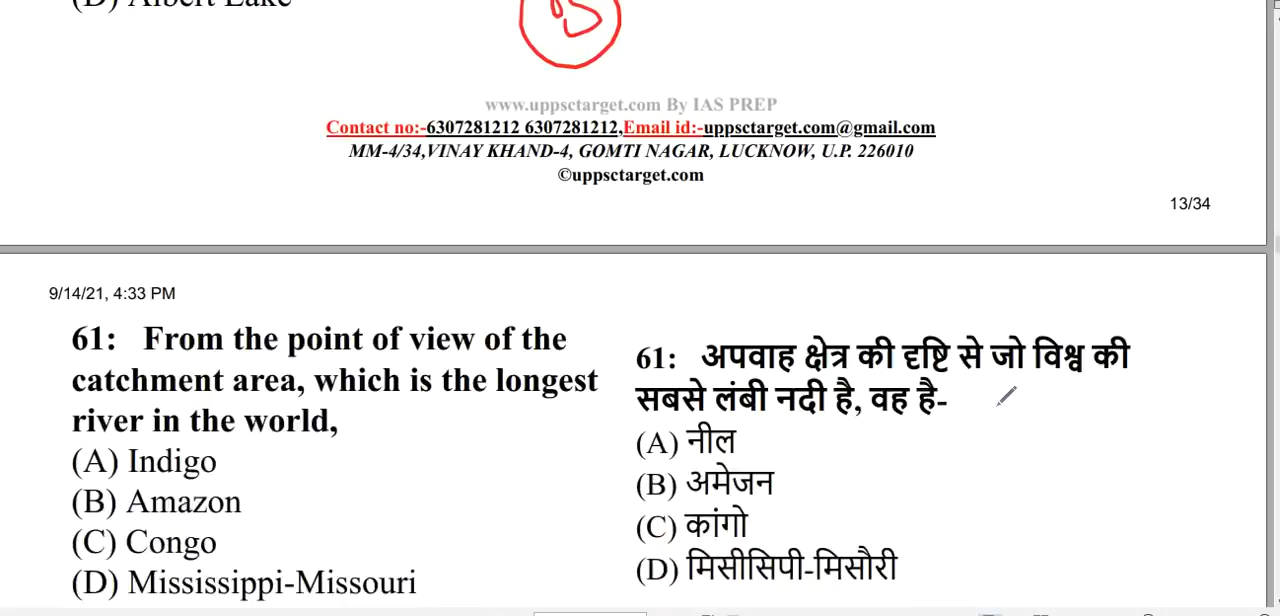 (D) Albert Lake
www.uppsctarget.com By IAS PREP
Contact no:-6307281212 6307281212,Email id:-uppsctarget.com@gmail.com
MM-4/34,VINAY KHAND-4, GOMTI NAGAR, LUCKNOW, U.P. 226010
©uppsctarget.com
13/34
9/14/21, 4:33 PM
61: From the point of view of the
catchment area, which is the longest
river in the world,
(A) Indigo
(B) Amazon
(C) Congo
(D) Mississippi-Missouri
61: अपवाह क्षेत्र की दृष्टि से जो विश्व की
सबसे लंबी नदी है, वह है-
(A) नील
(B) अमेजन
(C) कांगो
(D) मिसीसिपी-मिसौरी